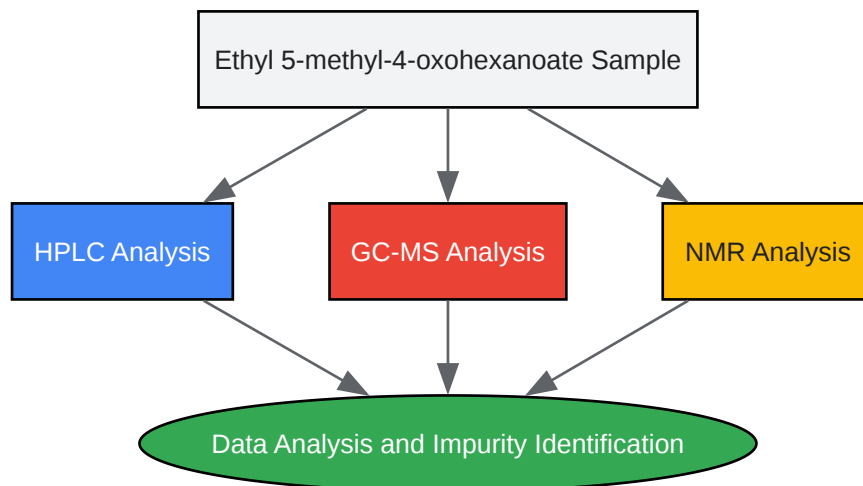 Ethyl 5-methyl-4-oxohexanoate Sample
HPLC Analysis
GC-MS Analysis
NMR Analysis
Data Analysis and Impurity Identification